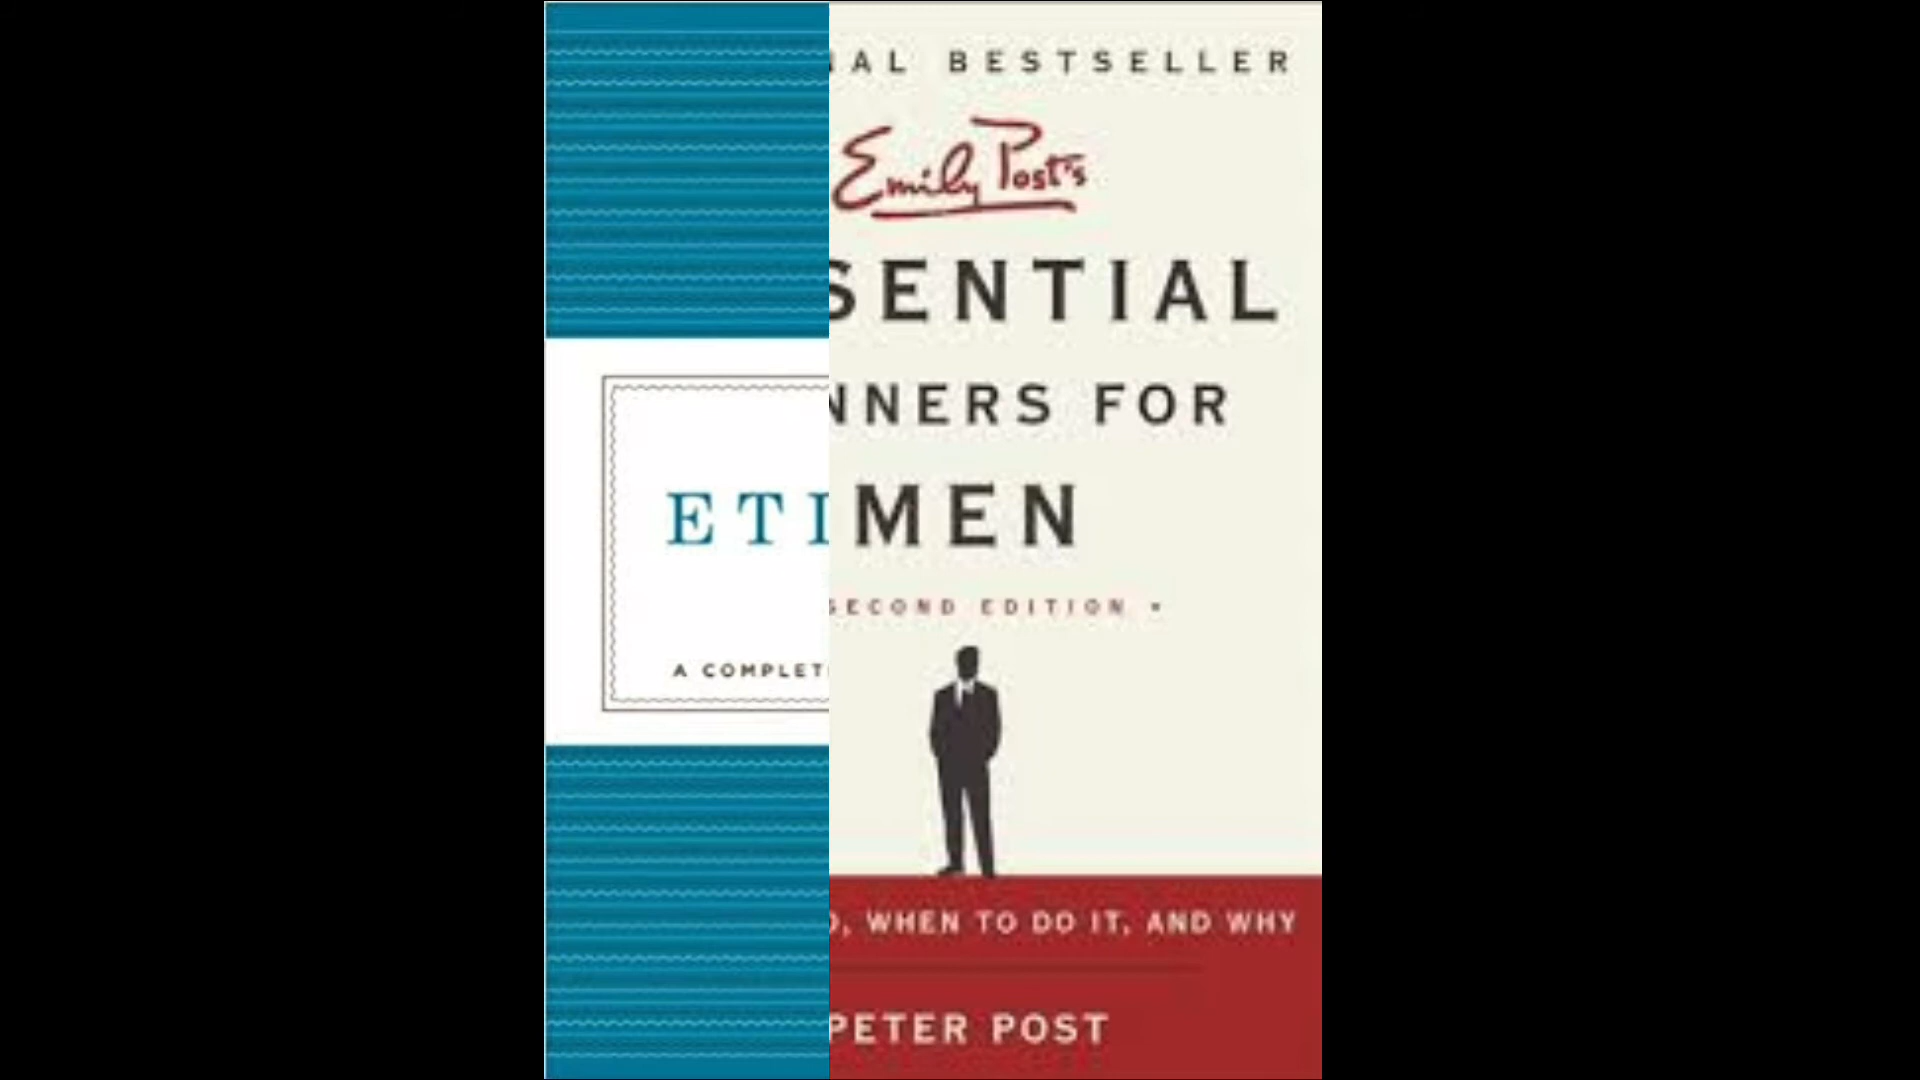 BESTSELLER
Emily Post's
SENTIAL
NNERS FOR
ETI
MEN
SECOND EDITION •
A COMPLET
WHEN TO DO IT, AND WHY
PETER POST